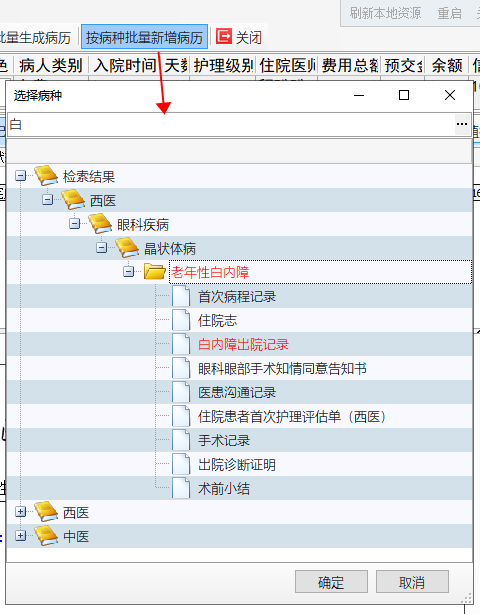 刷新本地资源 重启
批量生成病历 按病种批量新增病历 关闭
病人类别 入院时间 天数 护理级别 住院医师 费用总额 预交金 余额
选择病种
白
...
检索结果
西医
眼科疾病
晶状体病
老年性白内障
首次病程记录
住院志
白内障出院记录
眼科眼部手术知情同意告知书
医患沟通记录
住院患者首次护理评估单（西医）
手术记录
出院诊断证明
术前小结
西医
中医
确定 取消